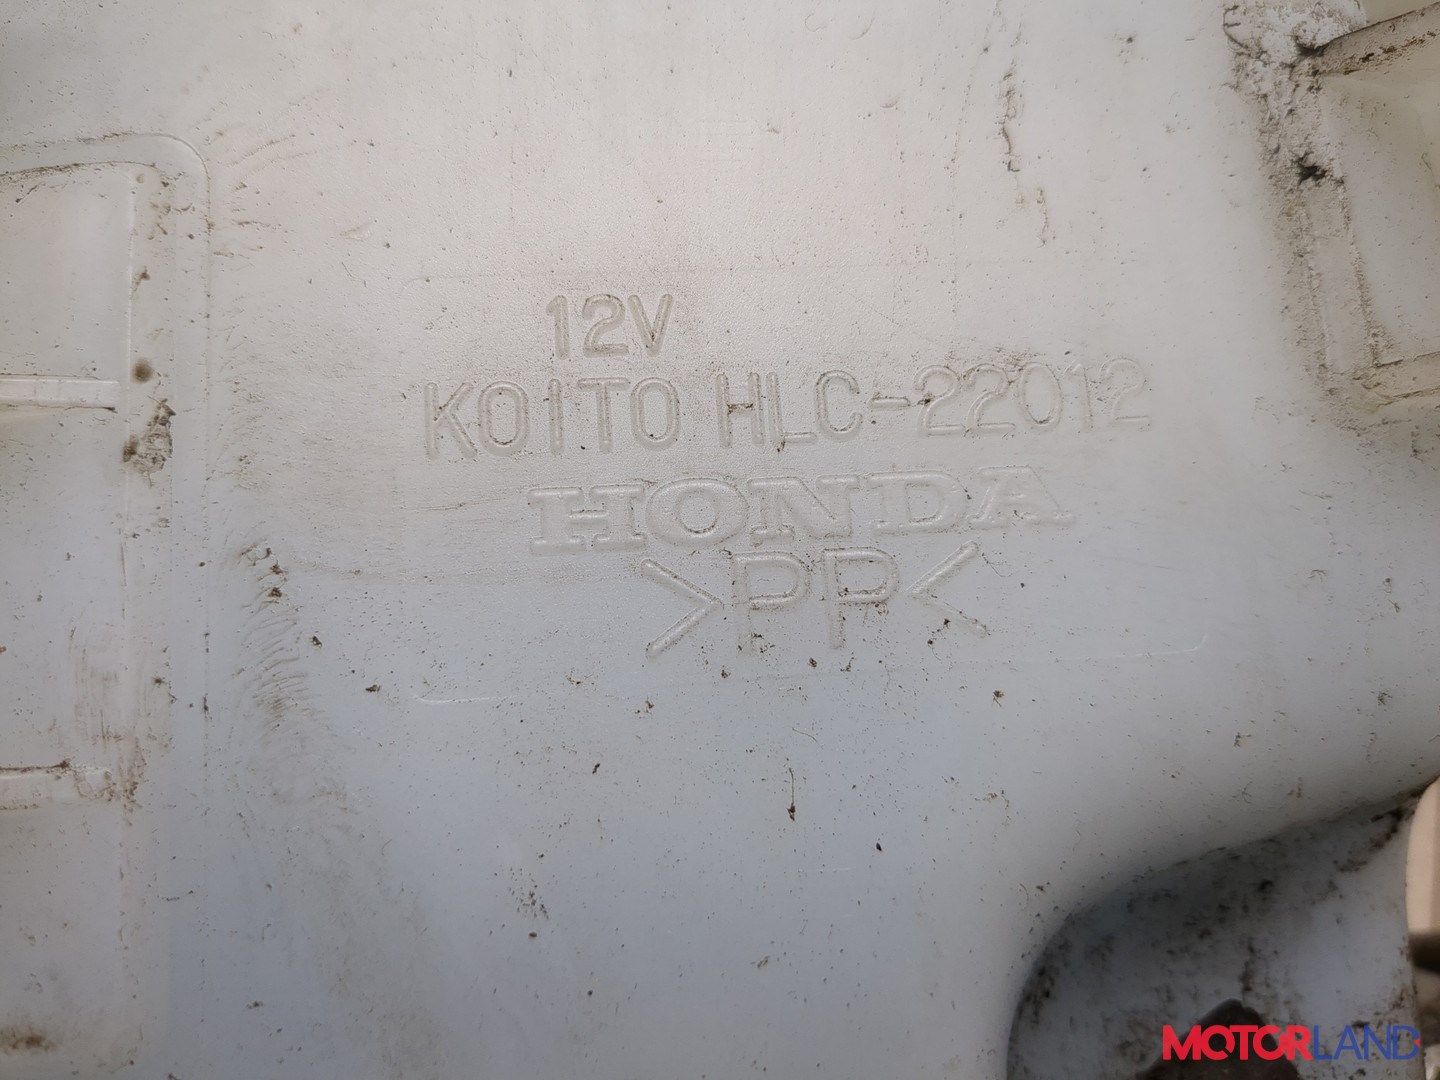 12V
KOITO HLC-22012
HONDA
>PP<
MOTORLAND